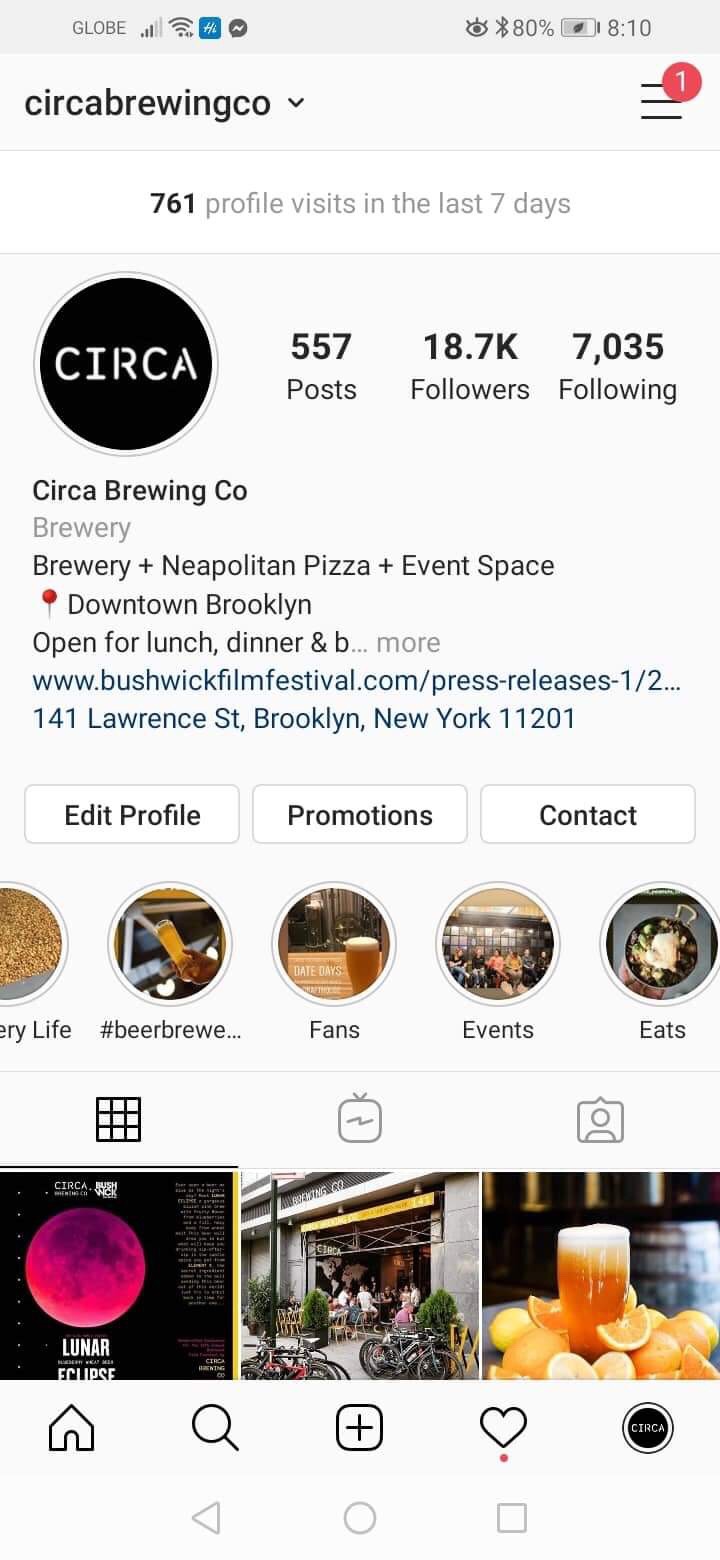 GLOBE 80% 8:10
circabrewingco
1
761 profile visits in the last 7 days
CIRCA
557 18.7K 7,035
Posts Followers Following
Circa Brewing Co
Brewery
Brewery + Neapolitan Pizza + Event Space
Downtown Brooklyn
Open for lunch, dinner & b... more
www.bushwickfilmfestival.com/press-releases-1/2...
141 Lawrence St, Brooklyn, New York 11201
Edit Profile Promotions Contact
DATE DAYS
ery Life #beerbrewe... Fans Events Eats
CIRCA BUSH
BREWING CO WICK
LUNAR
BLUEBERRY WHEAT BEER
ECLIPSE
CIRCA
BREWING
CO
BREWING CO
CIRCA
141
CIRCA